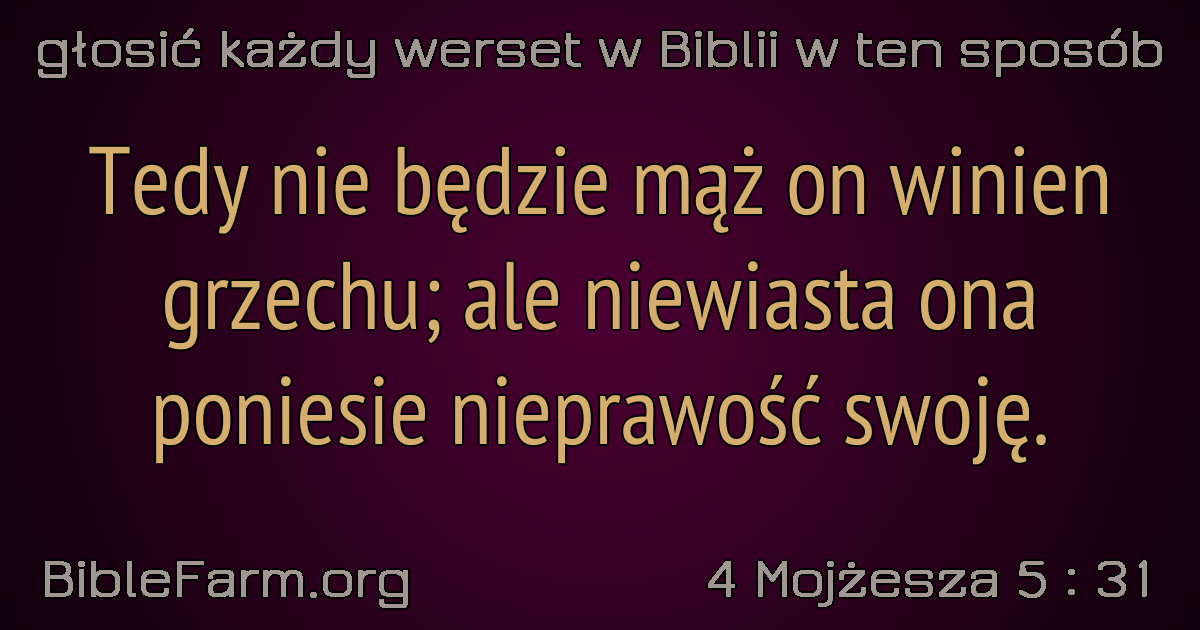 głosić każdy werset w Biblii w ten sposób
Tedy nie będzie mąż on winien
grzechu; ale niewiasta ona
poniesie nieprawość swoję.
BibleFarm.org
4 Mojżesza 5 : 31